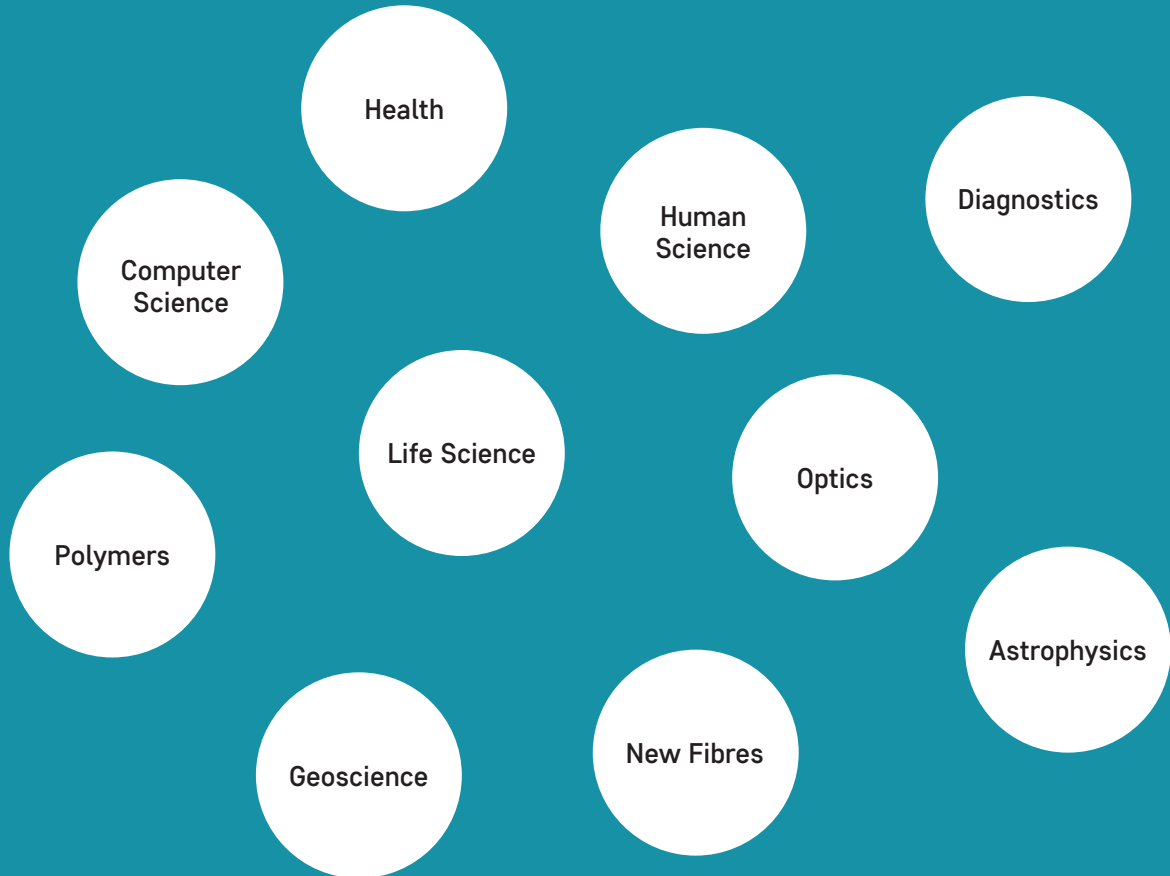 Health
Diagnostics
Human
Science
Computer
Science
Life Science
Optics
Polymers
Astrophysics
New Fibres
Geoscience